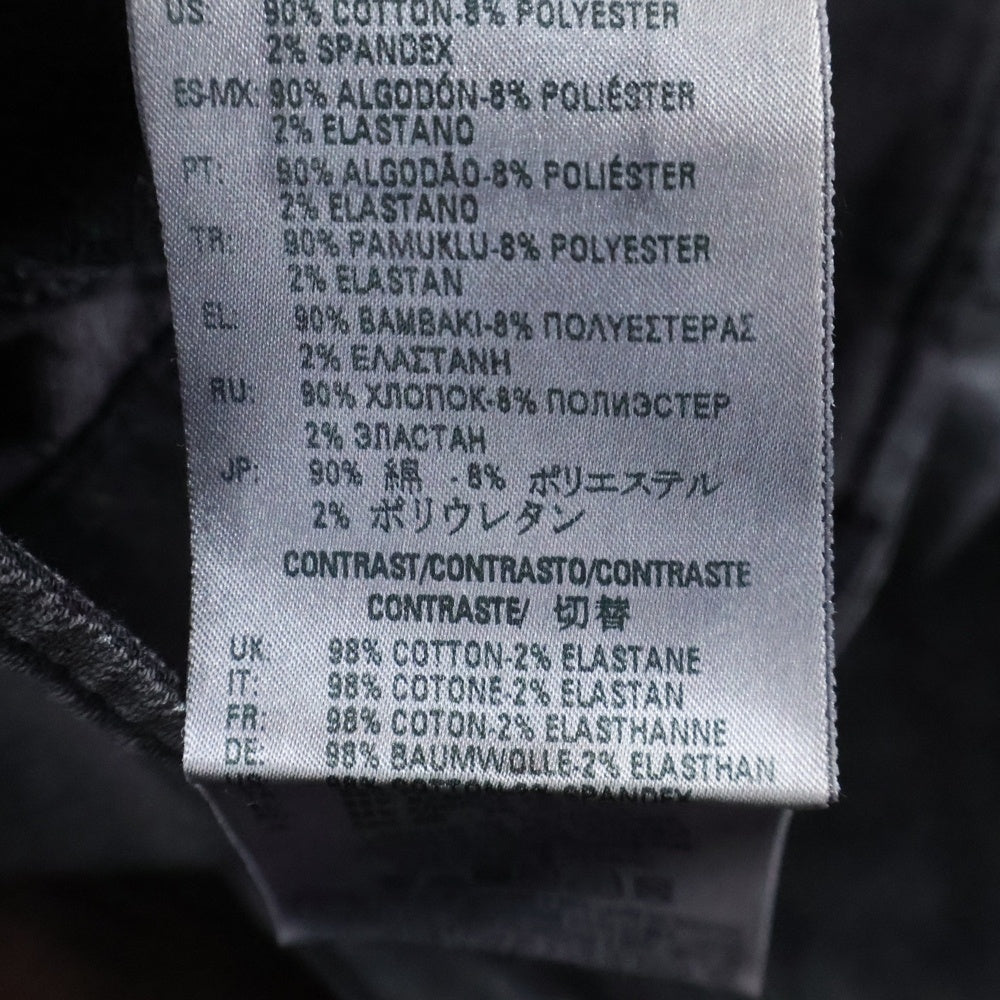 US: 90% COTTON-8% POLYESTER
2% SPANDEX
ES-MX: 90% ALGODÓN-8% POLIÉSTER
2% ELASTANO
PT: 90% ALGODÃO-8% POLIÉSTER
2% ELASTANO
TR: 90% PAMUKLU-8% POLYESTER
2% ELASTAN
EL: 90% ΒΑΜΒΑΚΙ-8% ΠΟΛΥΕΣΤΕΡΑΣ
2% ΕΛΑΣΤΑΝΗ
RU: 90% ХЛОПОК-8% ПОЛИЭСТЕР
2% ЭЛАСТАН
JP: 90% 綿 -8% ポリエステル
2% ポリウレタン
CONTRAST/CONTRASTO/CONTRASTE
CONTRASTE/ 切替
UK: 98% COTTON-2% ELASTANE
IT: 98% COTONE-2% ELASTAN
FR: 98% COTON-2% ELASTHANNE
DE: 98% BAUMWOLLE-2% ELASTHAN